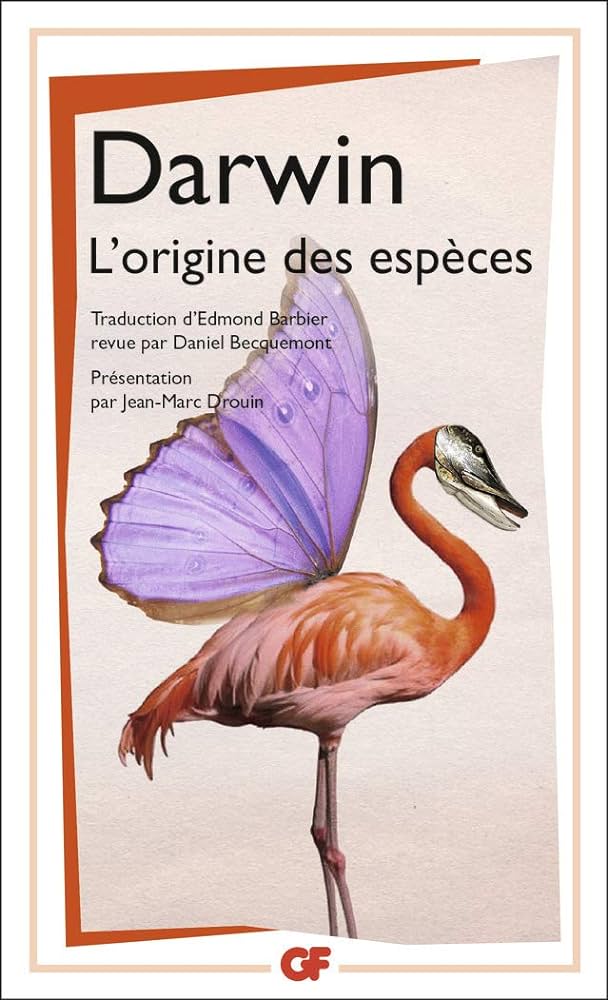 Darwin
L'origine des espèces
Traduction d'Edmond Barbier
revue par Daniel Becquemont
Présentation
par Jean-Marc Drouin
GF